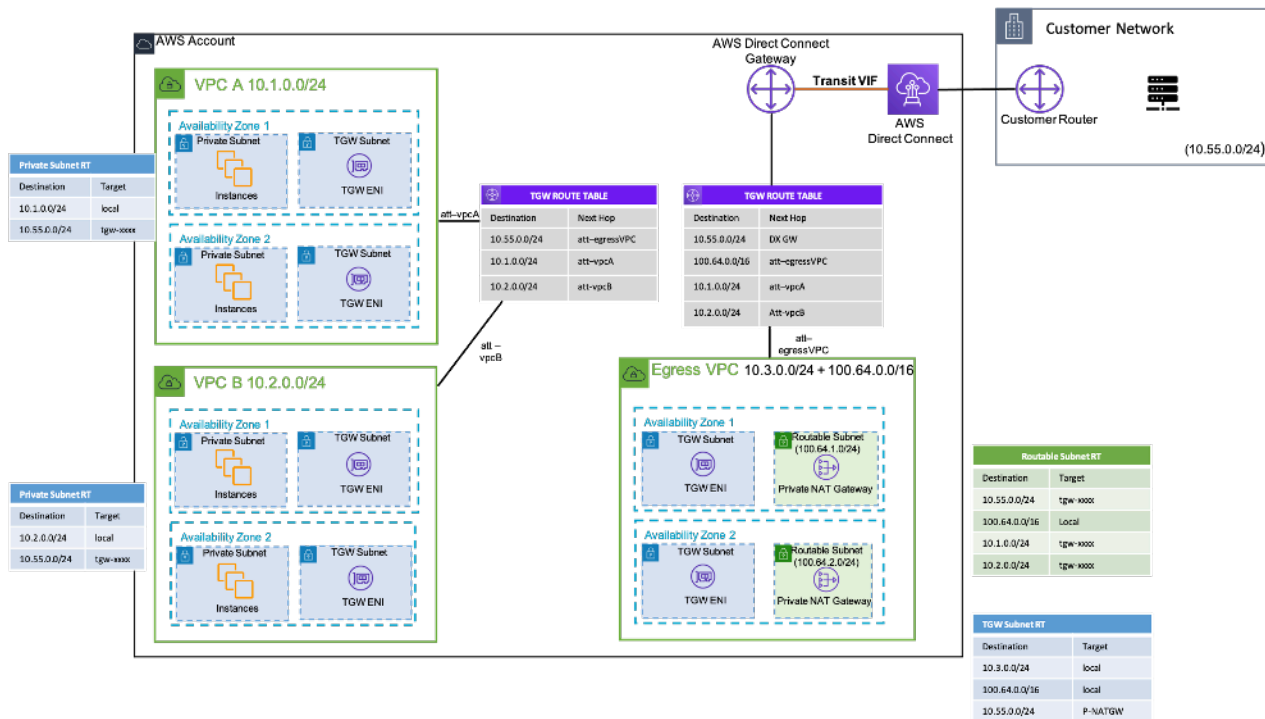 AWS Account
VPC A 10.1.0.0/24
Availability Zone 1
Private Subnet
Instances
TGW Subnet
TGW ENI
Availability Zone 2
Private Subnet
Instances
TGW Subnet
TGW ENI
Private Subnet RT
Destination Target
10.1.0.0/24 local
10.55.0.0/24 tgw-xxxx
att–vpcA
TGW ROUTE TABLE
Destination Next Hop
10.55.0.0/24 att–egressVPC
10.1.0.0/24 att–vpcA
10.2.0.0/24 att-vpcB
att –
vpcB
VPC B 10.2.0.0/24
Availability Zone 1
Private Subnet
Instances
TGW Subnet
TGW ENI
Availability Zone 2
Private Subnet
Instances
TGW Subnet
TGW ENI
Private Subnet RT
Destination Target
10.2.0.0/24 local
10.55.0.0/24 tgw-xxxx
AWS Direct Connect
Gateway
Transit VIF
AWS
Direct Connect
Customer Network
Customer Router
(10.55.0.0/24)
TGW ROUTE TABLE
Destination Next Hop
10.55.0.0/24 DX GW
100.64.0.0/16 att–egressVPC
10.1.0.0/24 att–vpcA
10.2.0.0/24 Att-vpcB
att–
egressVPC
Egress VPC 10.3.0.0/24 + 100.64.0.0/16
Availability Zone 1
TGW Subnet
TGW ENI
Routable Subnet
(100.64.1.0/24)
Private NAT Gateway
Availability Zone 2
TGW Subnet
TGW ENI
Routable Subnet
(100.64.2.0/24)
Private NAT Gateway
Routable Subnet RT
Destination Target
10.55.0.0/24 tgw-xxxx
100.64.0.0/16 Local
10.1.0.0/24 tgw-xxxx
10.2.0.0/24 tgw-xxxx
TGW Subnet RT
Destination Target
10.3.0.0/24 local
100.64.0.0/16 local
10.55.0.0/24 P-NATGW